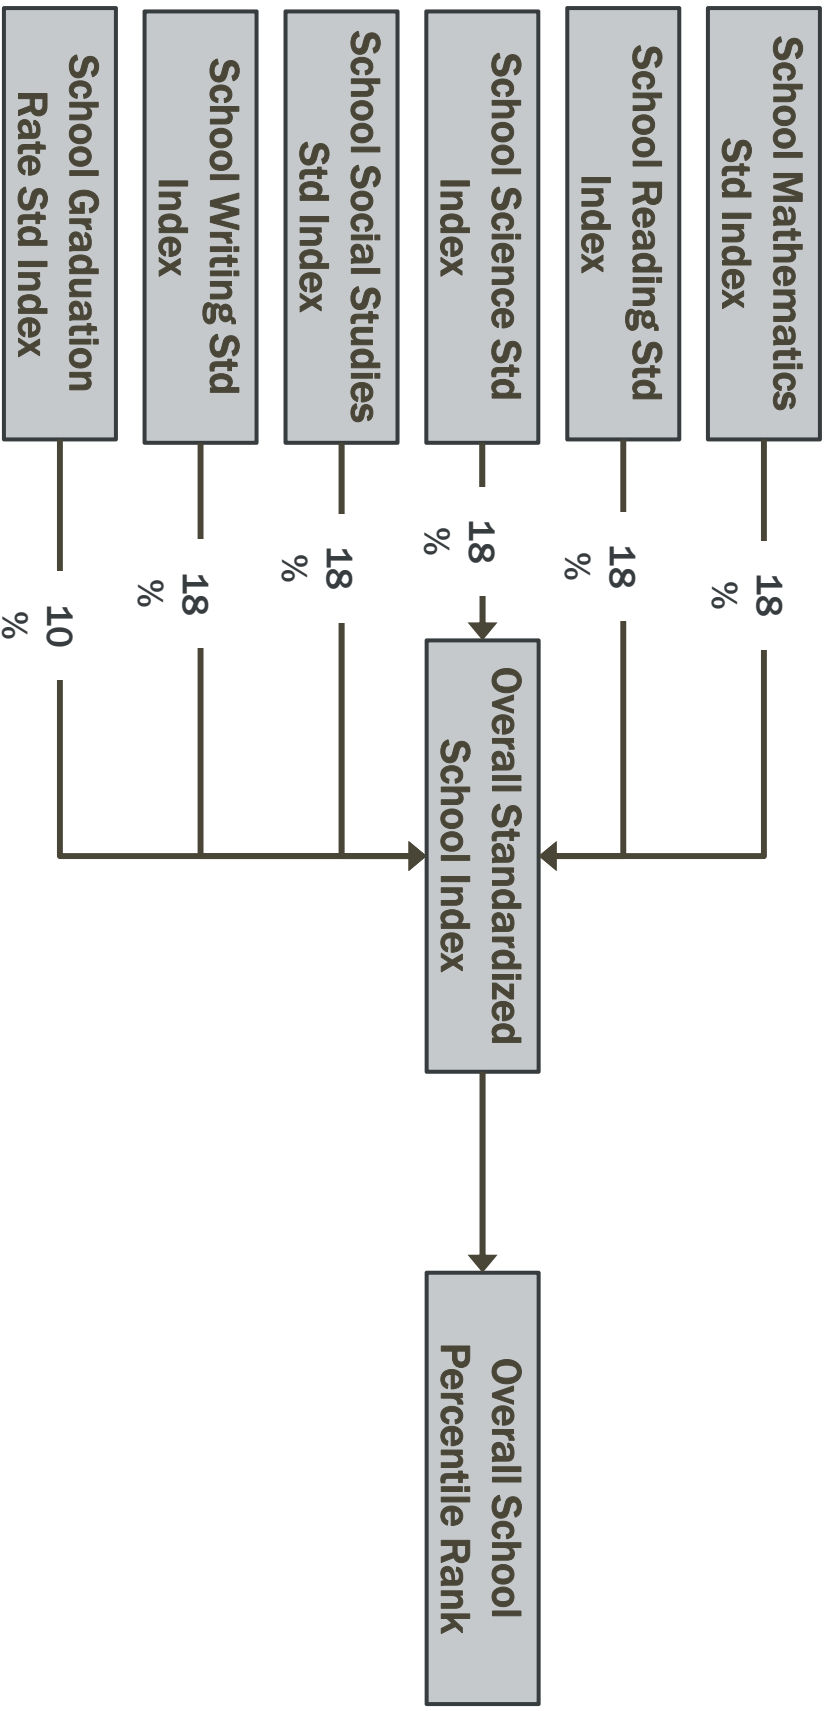 School Mathematics
Std Index
18
%
School Reading Std
Index
18
%
School Science Std
Index
18
%
School Social Studies
Std Index
18
%
School Writing Std
Index
18
%
School Graduation
Rate Std Index
10
%
Overall Standardized
School Index
Overall School
Percentile Rank